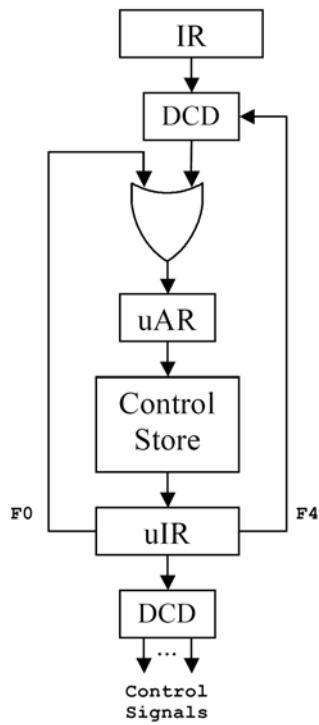 IR
DCD
uAR
Control
Store
F0
uIR
F4
DCD
...
Control
Signals